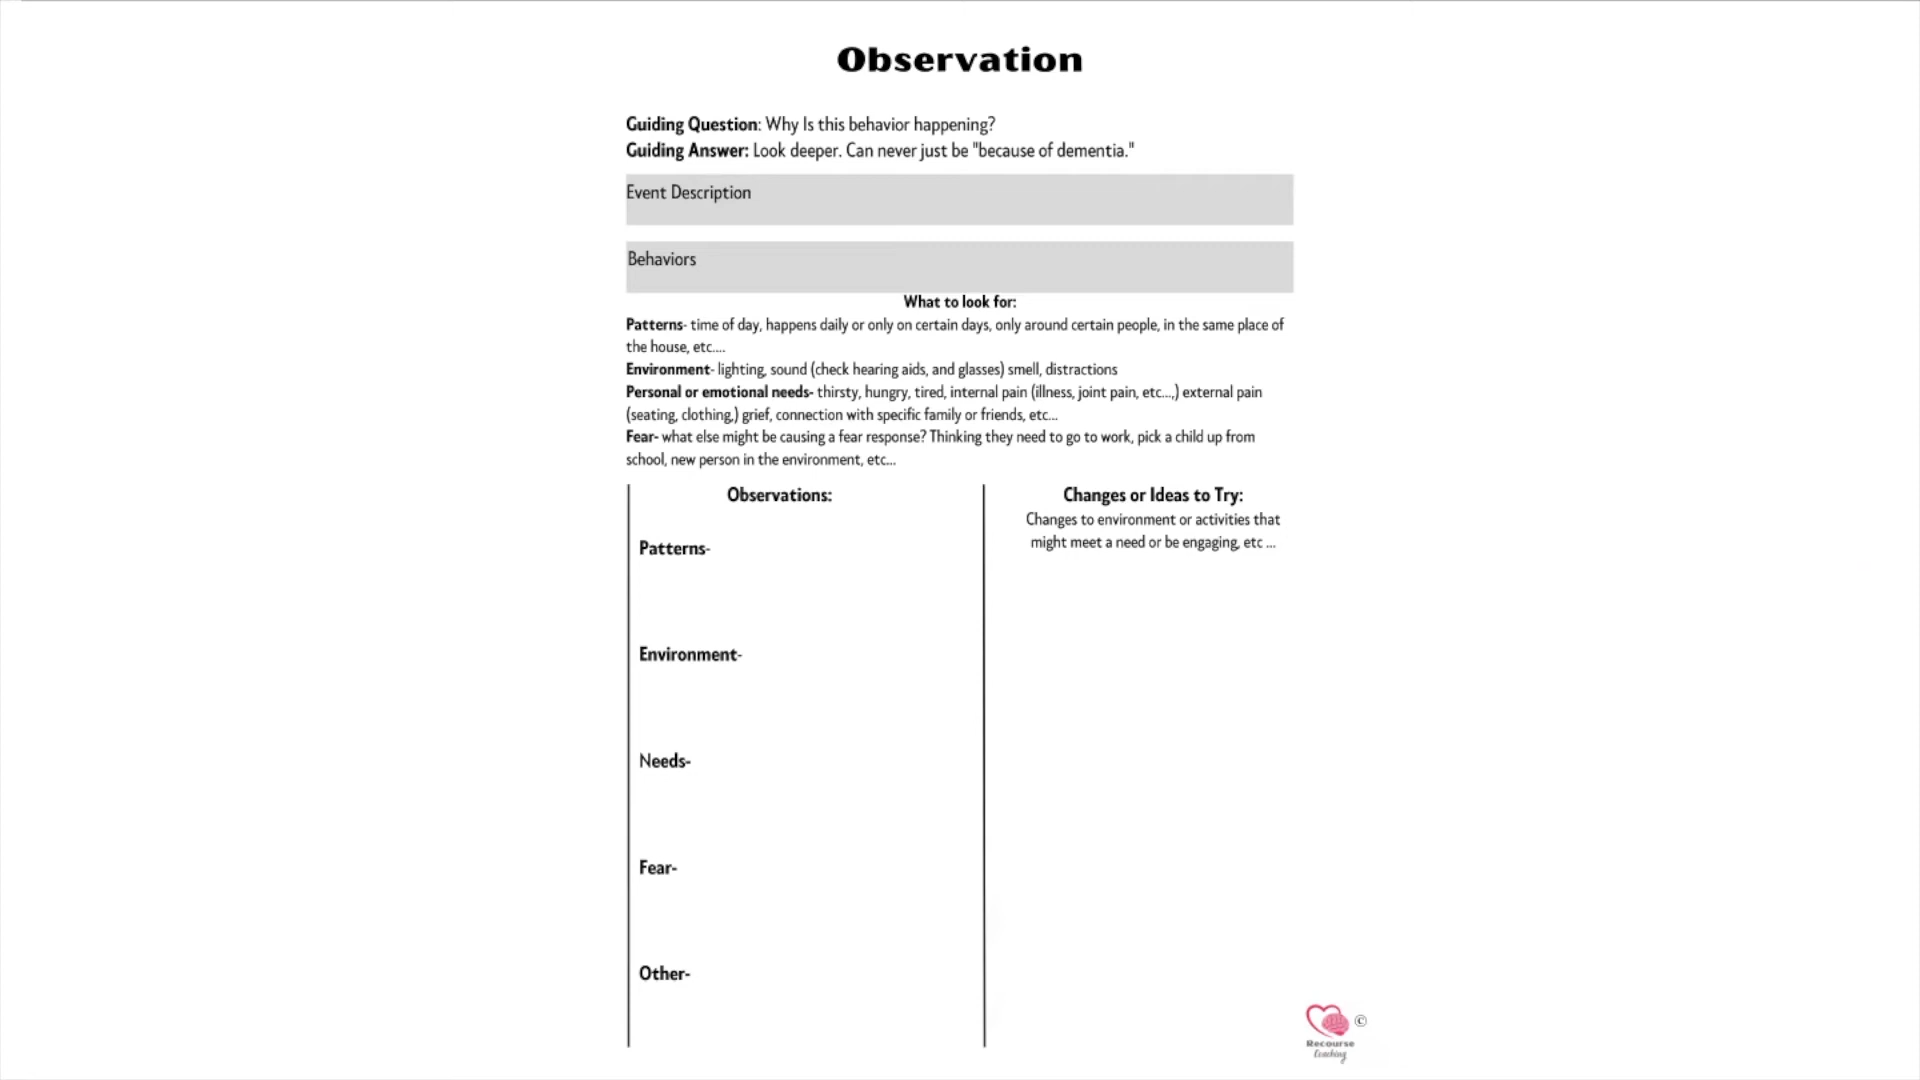 Observation
Guiding Question: Why Is this behavior happening?
Guiding Answer: Look deeper. Can never just be "because of dementia."
Event Description
Behaviors
What to look for:
Patterns- time of day, happens daily or only on certain days, only around certain people, in the same place of
the house, etc....
Environment- lighting, sound (check hearing aids, and glasses) smell, distractions
Personal or emotional needs- thirsty, hungry, tired, internal pain (illness, joint pain, etc...,) external pain
(seating, clothing,) grief, connection with specific family or friends, etc...
Fear- what else might be causing a fear response? Thinking they need to go to work, pick a child up from
school, new person in the environment, etc...
Observations:
Patterns-
Environment-
Needs-
Fear-
Other-
Changes or Ideas to Try:
Changes to environment or activities that
might meet a need or be engaging, etc ...
©
Recourse
Coaching